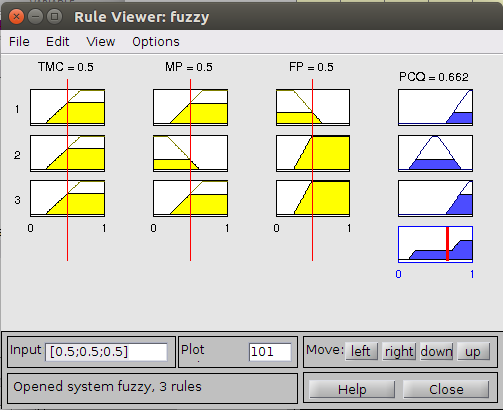 Rule Viewer: fuzzy
File Edit View Options
TMC = 0.5 MP = 0.5 FP = 0.5 PCQ = 0.662
1
2
3
0 1 0 1 0 1
0 1
Input [0.5;0.5;0.5] Plot 101 Move: left right down up
Opened system fuzzy, 3 rules Help Close